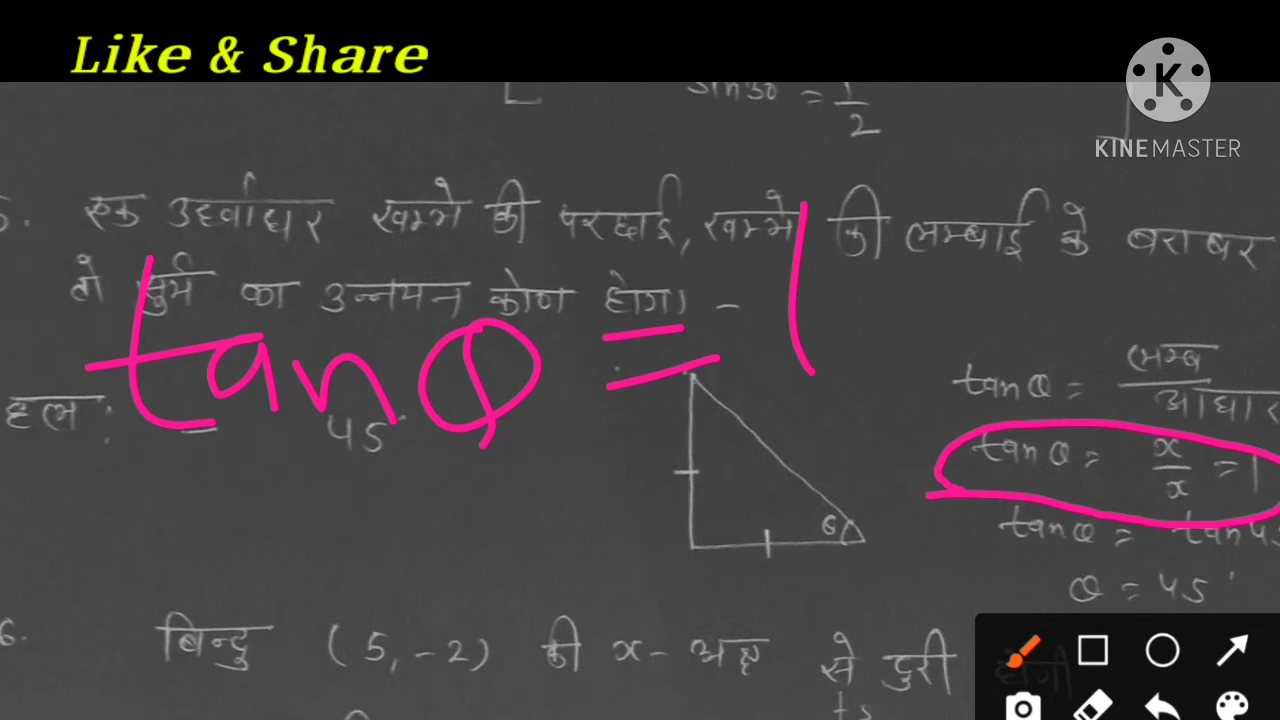 Like & Share
KINEMASTER
sin30 = 1/2
5. एक उर्ध्वाधर खम्भे की परछाई, खम्भे की लम्बाई के बराबर
तो सुर्य का उन्नयन कोण होगा -
tanθ = 1
हल: 45°
tanθ = लम्ब/आधार
tanθ = x/x = 1
tanθ = tan45
θ = 45°
6. बिन्दु (5, -2) की x-अक्ष से दुरी होगी